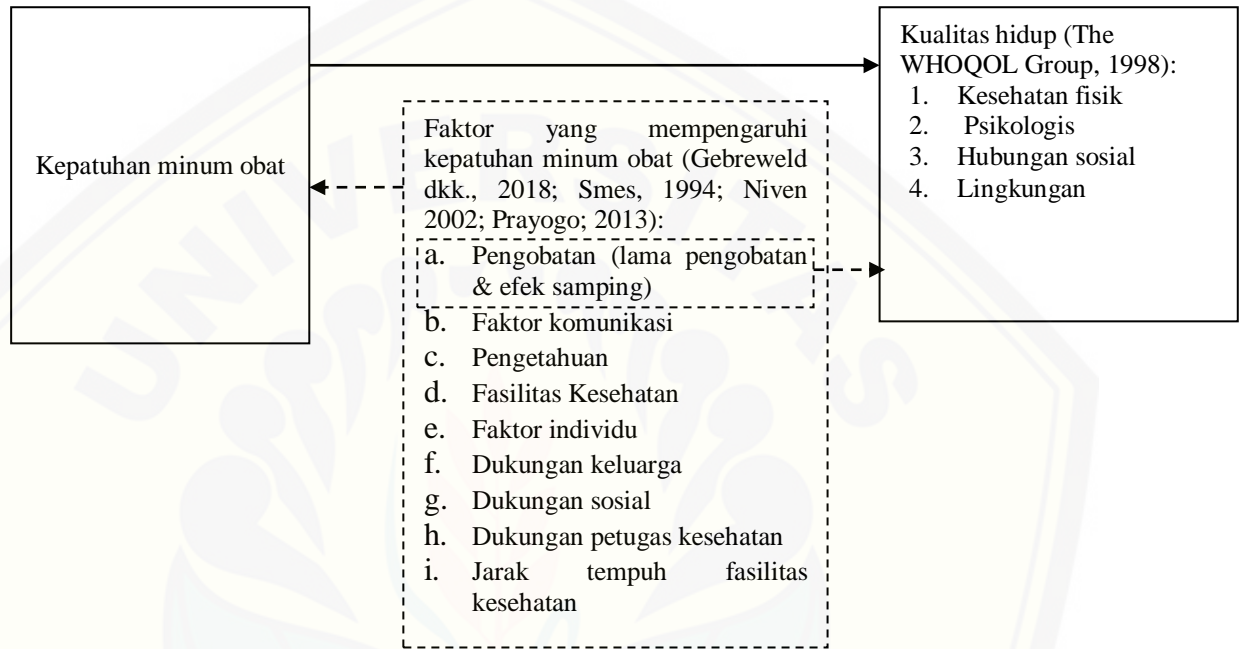 Kepatuhan minum obat
Faktor yang mempengaruhi
kepatuhan minum obat (Gebreweld
dkk., 2018; Smes, 1994; Niven
2002; Prayogo; 2013):
a. Pengobatan (lama pengobatan
& efek samping)
b. Faktor komunikasi
c. Pengetahuan
d. Fasilitas Kesehatan
e. Faktor individu
f. Dukungan keluarga
g. Dukungan sosial
h. Dukungan petugas kesehatan
i. Jarak tempuh fasilitas
kesehatan
Kualitas hidup (The
WHOQOL Group, 1998):
1. Kesehatan fisik
2. Psikologis
3. Hubungan sosial
4. Lingkungan
UNIVERSITAS